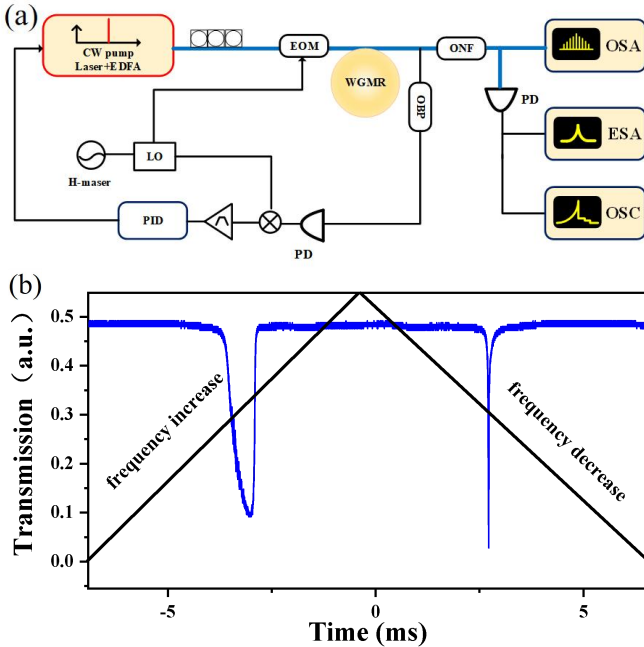 (a)
CW pump
Laser+EDFA
EOM
WGMR
OBP
ONF
OSA
PD
ESA
OSC
H-maser
LO
PID
PD
(b)
Transmission (a.u.)
0.5
0.4
0.3
0.2
0.1
0.0
frequency increase
frequency decrease
-5
0
5
Time (ms)